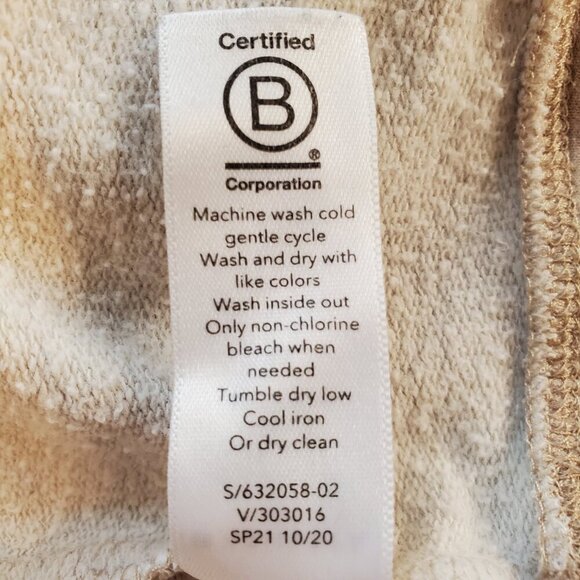 Certified
B
®
Corporation
Machine wash cold
gentle cycle
Wash and dry with
like colors
Wash inside out
Only non-chlorine
bleach when
needed
Tumble dry low
Cool iron
Or dry clean
S/632058-02
V/303016
SP21 10/20